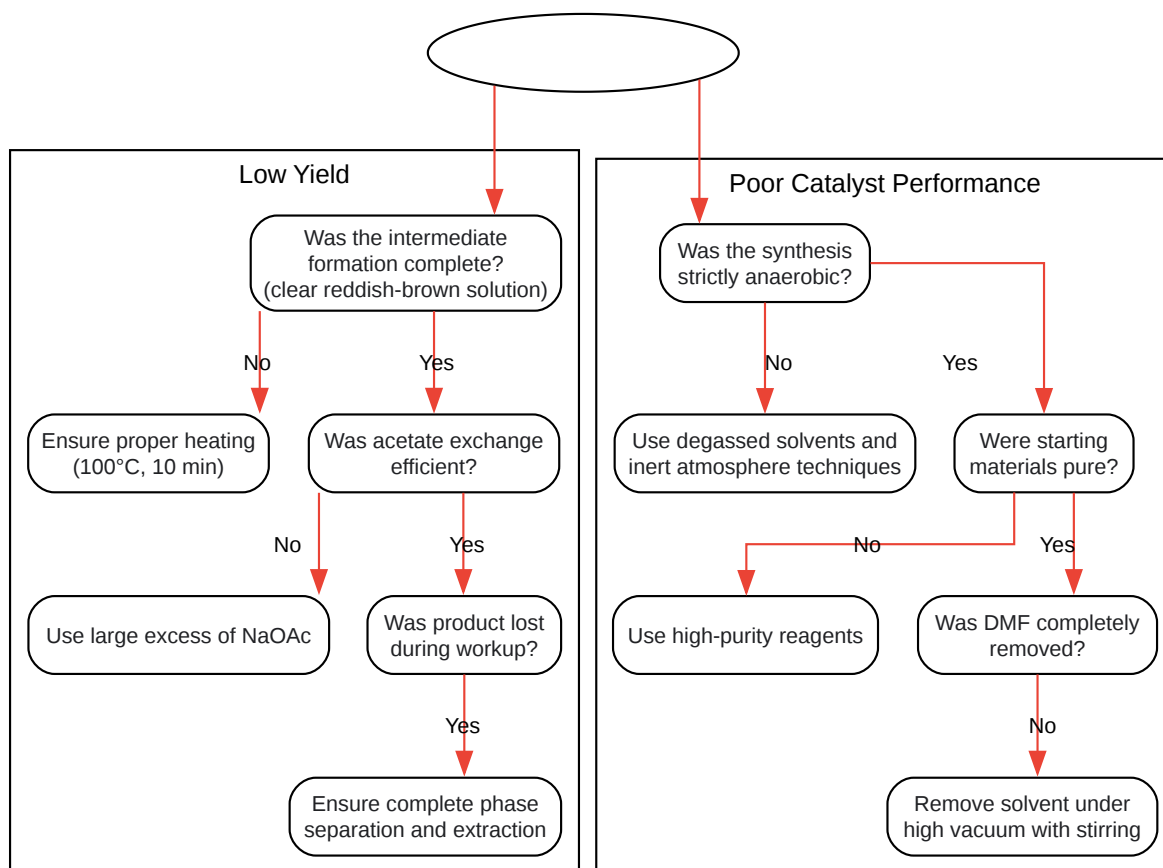 Low Yield
Was the intermediate
formation complete?
(clear reddish-brown solution)
No
Yes
Ensure proper heating
(100°C, 10 min)
Was acetate exchange
efficient?
No
Yes
Use large excess of NaOAc
Was product lost
during workup?
Yes
Ensure complete phase
separation and extraction
Poor Catalyst Performance
Was the synthesis
strictly anaerobic?
No
Yes
Use degassed solvents and
inert atmosphere techniques
Were starting
materials pure?
No
Yes
Use high-purity reagents
Was DMF completely
removed?
No
Remove solvent under
high vacuum with stirring